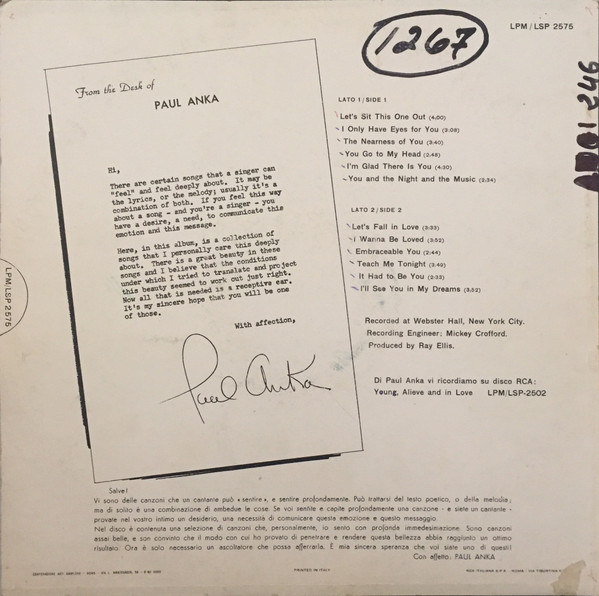 LPM/LSP 2575
1267
From the Desk of
PAUL ANKA
Hi,
There are certain songs that a singer can
"feel" and feel deeply about. It may be
the lyrics, or the melody; usually it's a
combination of both. If you feel this way
about a song - and you're a singer - you
have a desire, a need, to communicate this
emotion and this message.
Here, in this album, is a collection of
songs that I personally care this deeply
about. There is a great beauty in these
songs and I believe that the conditions
under which I tried to translate and project
this beauty seemed to work out just right.
Now all that is needed is a receptive ear.
It's my sincere hope that you will be one
of those.
With affection,
Paul Anka
LATO 1/SIDE 1
Let's Sit This One Out (4:00)
I Only Have Eyes for You (3:08)
The Nearness of You (2:40)
You Go to My Head (2:48)
I'm Glad There is You (4:30)
You and the Night and the Music (2:34)
LATO 2/SIDE 2
Let's Fall in Love (3:33)
I Wanna Be Loved (3:52)
Embraceable You (2:44)
Teach Me Tonight (3:49)
It Had to Be You (2:33)
I'll See You in My Dreams (3:52)
Recorded at Webster Hall, New York City.
Recording Engineer: Mickey Crofford.
Produced by Ray Ellis.
Di Paul Anka vi ricordiamo su disco RCA:
Young, Alieve and in Love LPM/LSP-2502
LPM/LSP 2575
Salve!
Vi sono delle canzoni che un cantante può «sentire», e sentire profondamente. Può trattarsi del testo poetico, o della melodia;
ma di solito è una combinazione di ambedue le cose. Se voi sentite e capite profondamente una canzone - e siete un cantante -
provate nel vostro intimo un desiderio, una necessità di comunicare questa emozione e questo messaggio
Nel disco è contenuta una selezione di canzoni che, personalmente, io sento con profonda immedesimazione. Sono canzoni
assai belle, e son convinto che il modo con cui ho provato di penetrare e rendere questa bellezza abbia raggiunto un ottimo
risultato. Ora è solo necessario un ascoltatore che possa afferrarla. È mia sincera speranza che voi siete uno di questi!
Con affetto, PAUL ANKA
PRINTED IN ITALY
RCA ITALIANA S.P.A. - ROMA